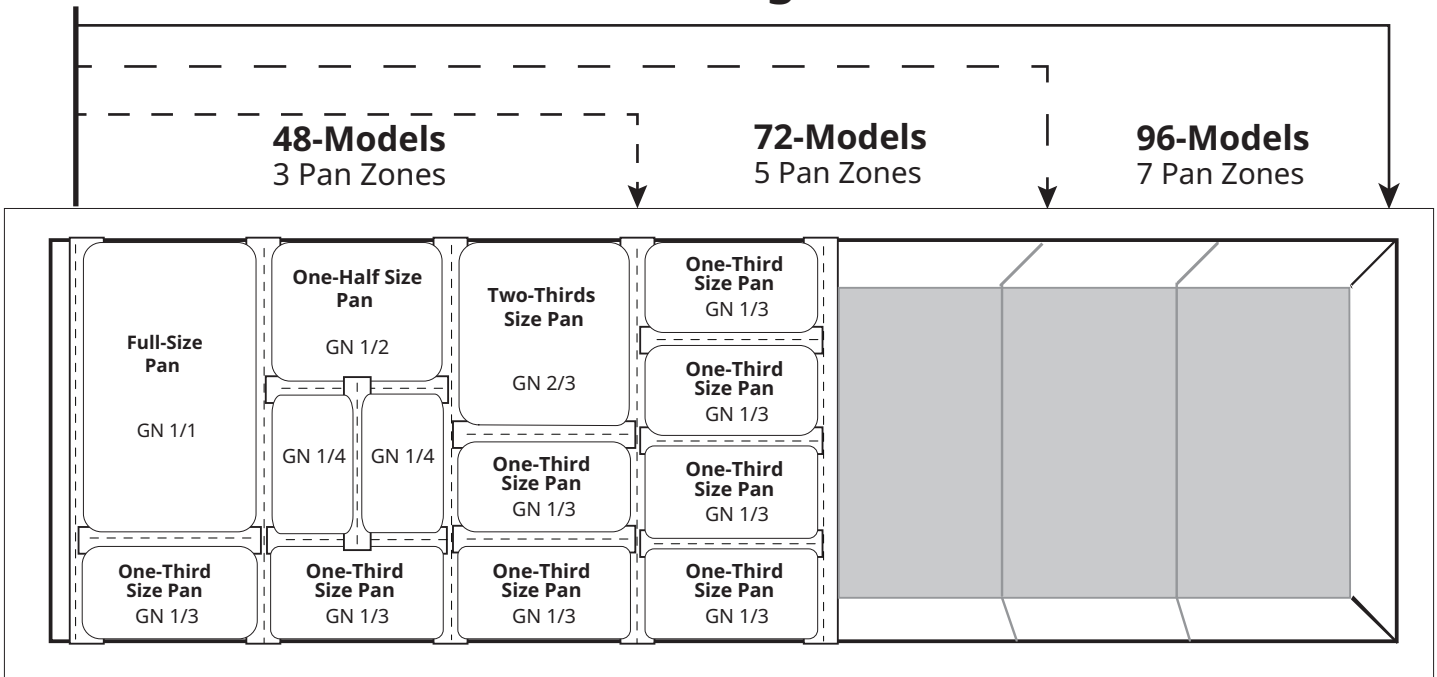 48-Models
3 Pan Zones
72-Models
5 Pan Zones
96-Models
7 Pan Zones
Full-Size
Pan
GN 1/1
One-Third
Size Pan
GN 1/3
One-Half Size
Pan
GN 1/2
GN 1/4
GN 1/4
One-Third
Size Pan
GN 1/3
Two-Thirds
Size Pan
GN 2/3
One-Third
Size Pan
GN 1/3
One-Third
Size Pan
GN 1/3
One-Third
Size Pan
GN 1/3
One-Third
Size Pan
GN 1/3
One-Third
Size Pan
GN 1/3
One-Third
Size Pan
GN 1/3